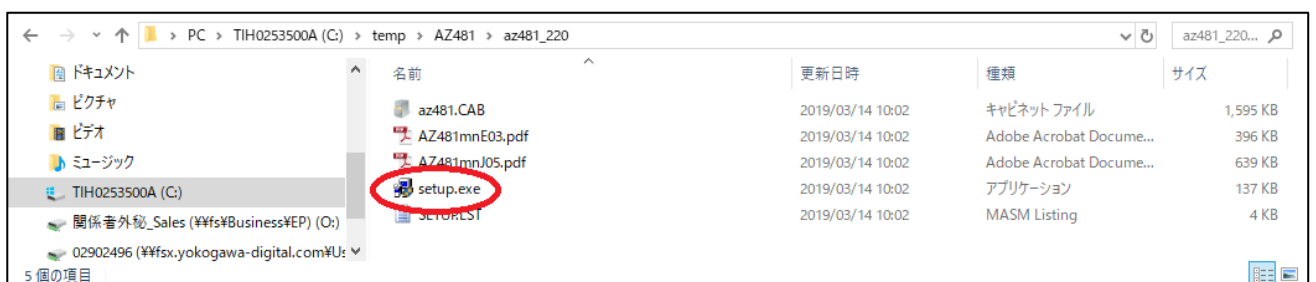 PC › TIH0253500A (C:) › temp › AZ481 › az481_220
az481_220...
ドキュメント
ピクチャ
ビデオ
ミュージック
TIH0253500A (C:)
関係者外秘_Sales (¥¥fs¥Business¥EP) (O:)
02902496 (¥¥fsx.yokogawa-digital.com¥Us
名前 更新日時 種類 サイズ
az481.CAB 2019/03/14 10:02 キャビネット ファイル 1,595 KB
AZ481mnE03.pdf 2019/03/14 10:02 Adobe Acrobat Docume... 396 KB
AZ481mnJ05.pdf 2019/03/14 10:02 Adobe Acrobat Docume... 639 KB
setup.exe 2019/03/14 10:02 アプリケーション 137 KB
SETUP.LST 2019/03/14 10:02 MASM Listing 4 KB
5 個の項目